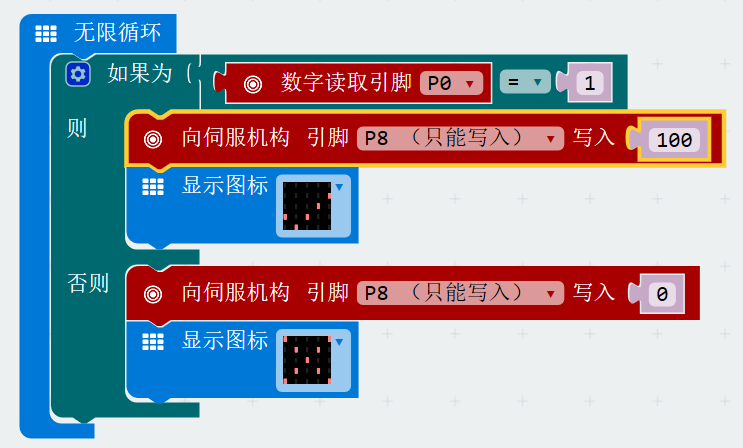 无限循环
如果为 ( 数字读取引脚 P0 = 1
则 向伺服机构 引脚 P8 （只能写入） 写入 100
显示图标
否则 向伺服机构 引脚 P8 （只能写入） 写入 0
显示图标